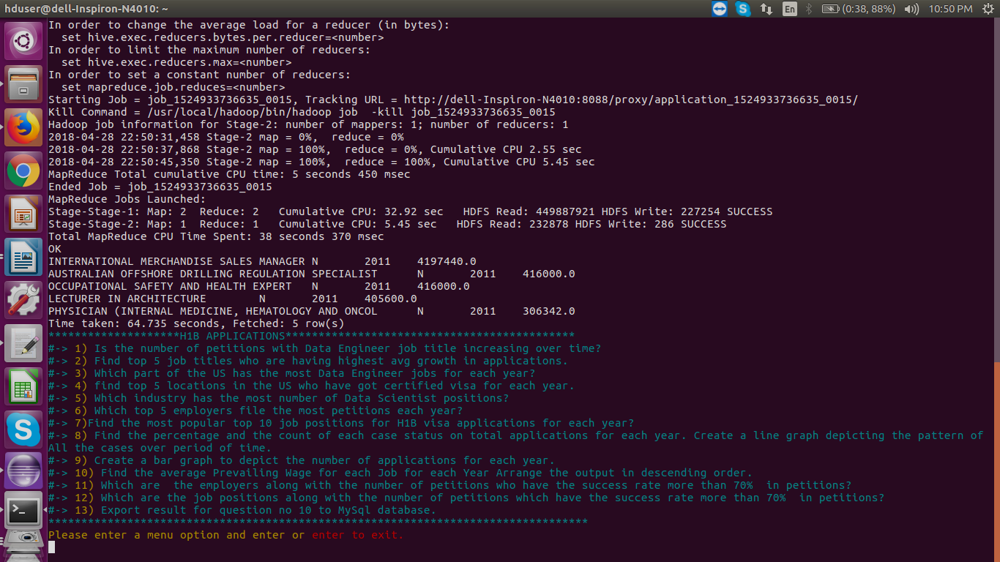 hduser@dell-Inspiron-N4010: ~
En
(0:38, 88%)
10:50 PM
In order to change the average load for a reducer (in bytes):
  set hive.exec.reducers.bytes.per.reducer=<number>
In order to limit the maximum number of reducers:
  set hive.exec.reducers.max=<number>
In order to set a constant number of reducers:
  set mapreduce.job.reduces=<number>
Starting Job = job_1524933736635_0015, Tracking URL = http://dell-Inspiron-N4010:8088/proxy/application_1524933736635_0015/
Kill Command = /usr/local/hadoop/bin/hadoop job  -kill job_1524933736635_0015
Hadoop job information for Stage-2: number of mappers: 1; number of reducers: 1
2018-04-28 22:50:31,458 Stage-2 map = 0%,  reduce = 0%
2018-04-28 22:50:37,868 Stage-2 map = 100%,  reduce = 0%, Cumulative CPU 2.55 sec
2018-04-28 22:50:45,350 Stage-2 map = 100%,  reduce = 100%, Cumulative CPU 5.45 sec
MapReduce Total cumulative CPU time: 5 seconds 450 msec
Ended Job = job_1524933736635_0015
MapReduce Jobs Launched:
Stage-Stage-1: Map: 2  Reduce: 2   Cumulative CPU: 32.92 sec   HDFS Read: 449887921 HDFS Write: 227254 SUCCESS
Stage-Stage-2: Map: 1  Reduce: 1   Cumulative CPU: 5.45 sec   HDFS Read: 232878 HDFS Write: 286 SUCCESS
Total MapReduce CPU Time Spent: 38 seconds 370 msec
OK
INTERNATIONAL MERCHANDISE SALES MANAGER N       2011    4197440.0
AUSTRALIAN OFFSHORE DRILLING REGULATION SPECIALIST      N       2011    416000.0
OCCUPATIONAL SAFETY AND HEALTH EXPERT   N       2011    416000.0
LECTURER IN ARCHITECTURE        N       2011    405600.0
PHYSICIAN (INTERNAL MEDICINE, HEMATOLOGY AND ONCOL      N       2011    306342.0
Time taken: 64.735 seconds, Fetched: 5 row(s)
********************H1B APPLICATIONS********************************************
#-> 1) Is the number of petitions with Data Engineer job title increasing over time?
#-> 2) Find top 5 job titles who are having highest avg growth in applications.
#-> 3) Which part of the US has the most Data Engineer jobs for each year?
#-> 4) find top 5 locations in the US who have got certified visa for each year.
#-> 5) Which industry has the most number of Data Scientist positions?
#-> 6) Which top 5 employers file the most petitions each year?
#-> 7)Find the most popular top 10 job positions for H1B visa applications for each year?
#-> 8) Find the percentage and the count of each case status on total applications for each year. Create a line graph depicting the pattern of
All the cases over period of time.
#-> 9) Create a bar graph to depict the number of applications for each year.
#-> 10) Find the average Prevailing Wage for each Job for each Year Arrange the output in descending order.
#-> 11) Which are  the employers along with the number of petitions who have the success rate more than 70%  in petitions?
#-> 12) Which are the job positions along with the number of petitions which have the success rate more than 70%  in petitions?
#-> 13) Export result for question no 10 to MySql database.
**********************************************************************************
Please enter a menu option and enter or enter to exit.